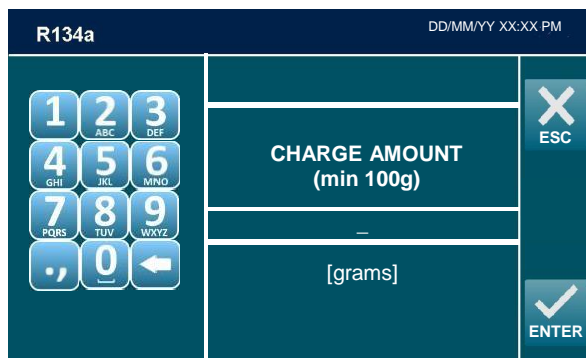 R134a
DD/MM/YY XX:XX PM
1 2 3
ABC DEF
4 5 6
GHI JKL MNO
7 8 9
PQRS TUV WXYZ
., 0
CHARGE AMOUNT
(min 100g)
_
[grams]
ESC
ENTER